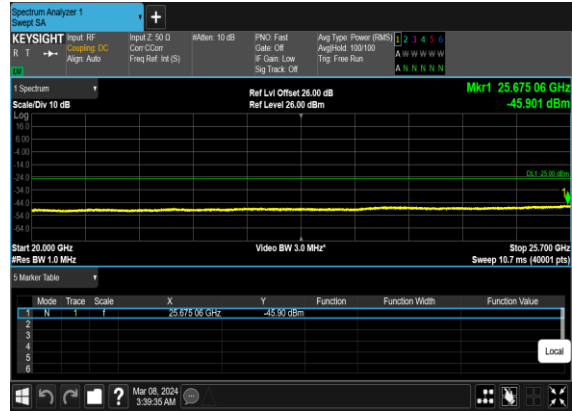 Spectrum Analyzer 1
Swept SA
+
KEYSIGHT Input: RF Input Z: 50 Ω #Atten: 10 dB PNO: Fast Avg Type: Power (RMS) 1 2 3 4 5 6
R T Coupling: DC Corr CCorr Gate: Off Avg|Hold: 100/100 A W W W W W
Align: Auto Freq Ref: Int (S) IF Gain: Low Trig: Free Run
Sig Track: Off A N N N N N
1 Spectrum Ref Lvl Offset 26.00 dB Mkr1 25.675 06 GHz
Scale/Div 10 dB Ref Level 26.00 dBm -45.901 dBm
Log
16.0
6.00
-4.00
-14.0
-24.0 DL1 -25.00 dBm
-34.0
1
-44.0
-54.0
-64.0
Start 20.000 GHz Video BW 3.0 MHz* Stop 25.700 GHz
#Res BW 1.0 MHz Sweep 10.7 ms (40001 pts)
5 Marker Table
Mode Trace Scale X Y Function Function Width Function Value
1 N 1 f 25.675 06 GHz -45.90 dBm
2
3
4
5
6
Local
? Mar 08, 2024
3:39:35 AM